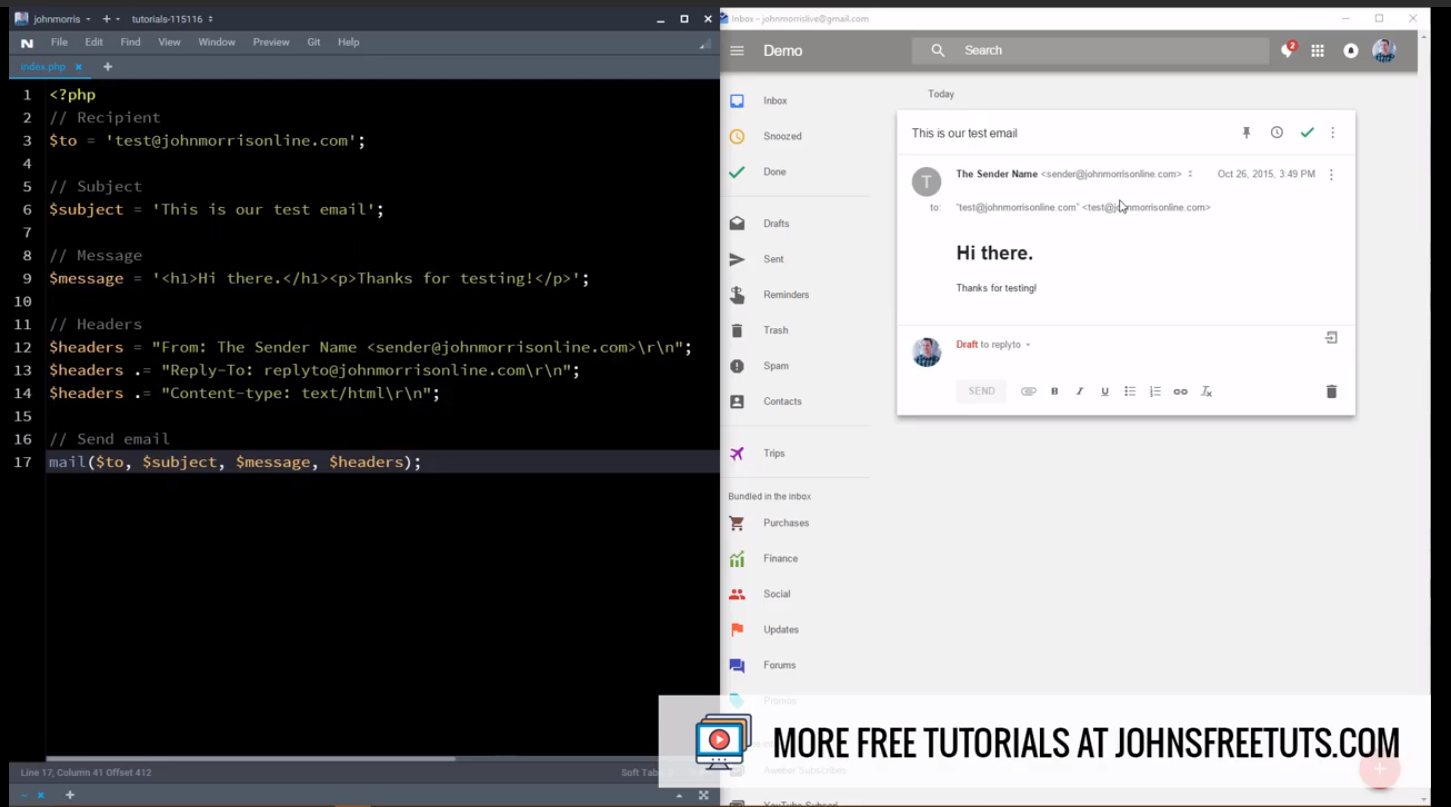 johnmorris
tutorials-115116
File Edit Find View Window Preview Git Help
index.php
1 <?php
2 // Recipient
3 $to = 'test@johnmorrisonline.com';
4
5 // Subject
6 $subject = 'This is our test email';
7
8 // Message
9 $message = '<h1>Hi there.</h1><p>Thanks for testing!</p>';
10
11 // Headers
12 $headers = "From: The Sender Name <sender@johnmorrisonline.com>\r\n";
13 $headers .= "Reply-To: replyto@johnmorrisonline.com\r\n";
14 $headers .= "Content-type: text/html\r\n";
15
16 // Send email
17 mail($to, $subject, $message, $headers);
Line 17, Column 41 Offset 412
Soft Tab
Inbox – johnmorrislive@gmail.com
Demo
Search
2
Inbox
Snoozed
Done
Drafts
Sent
Reminders
Trash
Spam
Contacts
Trips
Bundled in the inbox
Purchases
Finance
Social
Updates
Forums
Promos
Aweber Subscribers
YouTube Subscri
Today
This is our test email
T
The Sender Name <sender@johnmorrisonline.com>
Oct 26, 2015, 3:49 PM
to: "test@johnmorrisonline.com" <test@johnmorrisonline.com>
Hi there.
Thanks for testing!
Draft to replyto
SEND
MORE FREE TUTORIALS AT JOHNSFREETUTS.COM